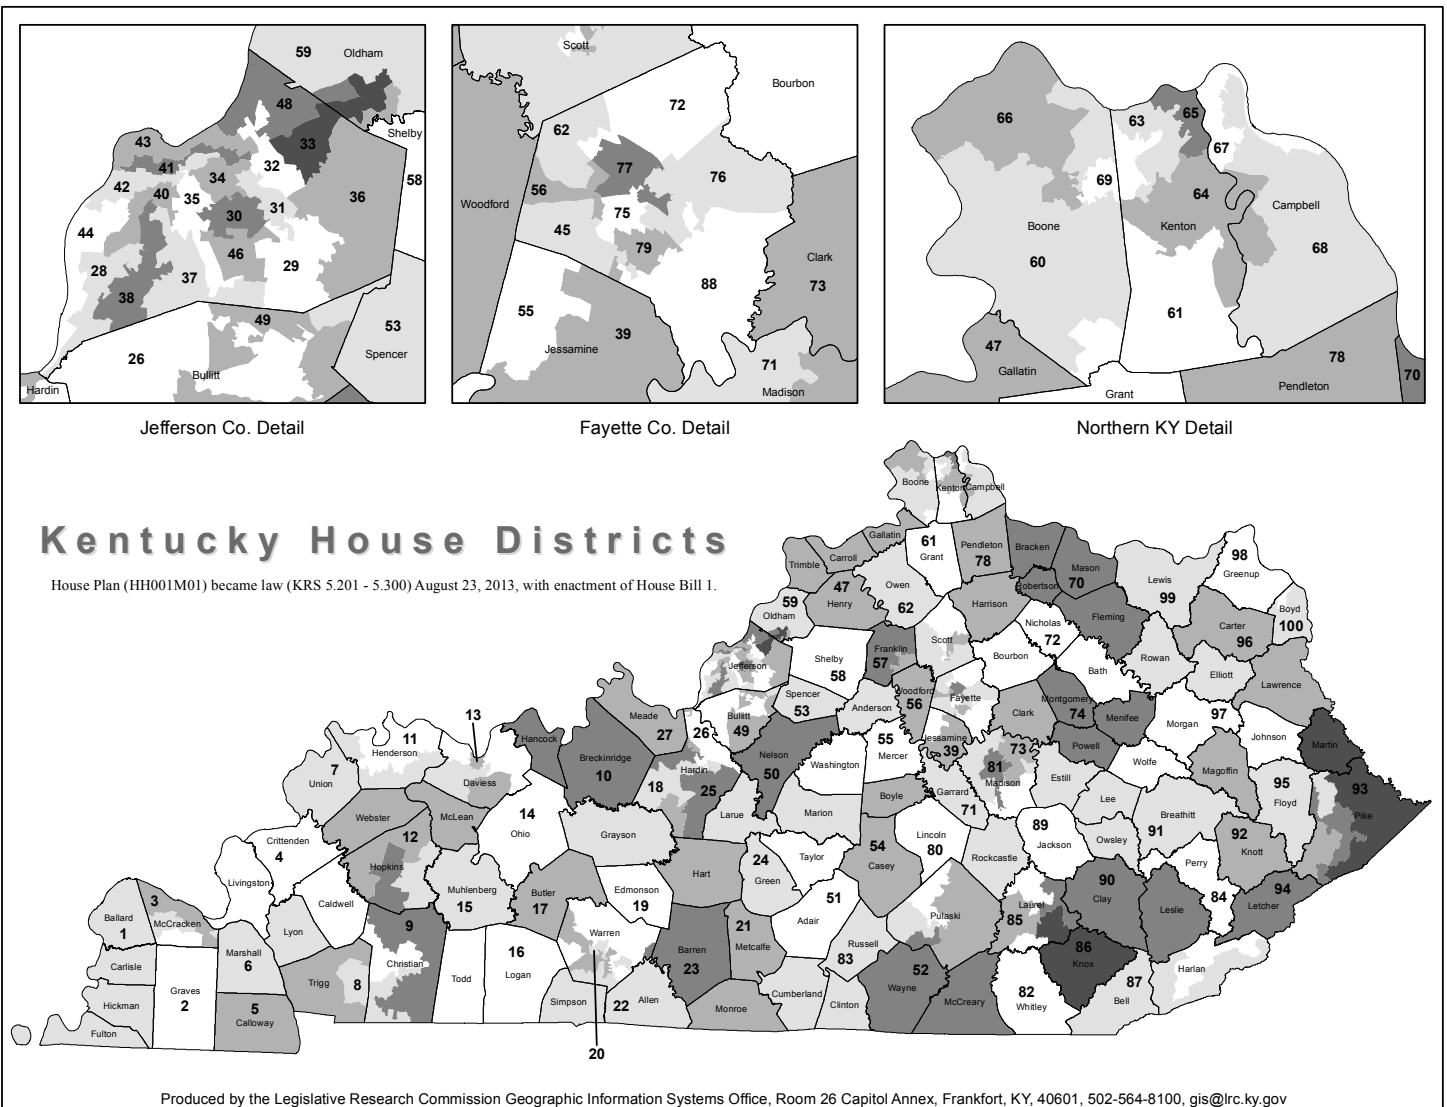 59 Oldham
48
Shelby
43
33
41
32
34
42
40
35
36
58
31
30
44
46
29
28
37
38
49
53
26
Spencer
Bullitt
Hardin
Jefferson Co. Detail
Scott
Bourbon
72
62
77
76
56
Woodford
75
45
79
Clark
73
88
55
39
Jessamine
71
Madison
Fayette Co. Detail
66
63
65
67
69
64
Campbell
Boone
Kenton
68
60
61
47
78
Gallatin
70
Pendleton
Grant
Northern KY Detail
Kentucky House Districts
House Plan (HH001M01) became law (KRS 5.201 - 5.300) August 23, 2013, with enactment of House Bill 1.
Boone
Kenton
Campbell
Gallatin
61
Grant
Pendleton
78
Bracken
98
Greenup
Trimble
Carroll
47
Henry
Owen
62
Mason
70
Robertson
Lewis
99
59
Oldham
Harrison
Fleming
Boyd
100
Carter
96
Nicholas
72
Jefferson
Shelby
58
Franklin
57
Scott
Bourbon
Bath
Rowan
Elliott
Lawrence
Spencer
53
Anderson
Woodford
56
Fayette
Clark
Montgomery
74
Menifee
Morgan
97
Johnson
Martin
Meade
27
26
Bullitt
49
Nelson
50
Washington
55
Mercer
Jessamine
39
73
81
Madison
Powell
Estill
Wolfe
Magoffin
13
11
Henderson
Hancock
Breckinridge
10
Hardin
18
25
7
Union
Daviess
95
Floyd
93
Pike
Webster
McLean
14
Ohio
Grayson
Larue
Marion
Boyle
Garrard
71
Lee
Breathitt
91
92
Knott
12
Hopkins
Crittenden
4
Livingston
Lincoln
80
89
Jackson
Owsley
Rockcastle
54
Casey
24
Green
Taylor
Hart
Perry
84
94
Letcher
90
Clay
Leslie
Caldwell
Muhlenberg
15
Butler
17
Edmonson
19
51
Adair
Pulaski
Laurel
85
3
McCracken
Ballard
1
Lyon
9
Christian
Warren
Barren
23
21
Metcalfe
Russell
83
86
Knox
Marshall
6
Carlisle
16
Logan
Todd
Trigg
8
52
Wayne
McCreary
82
Whitley
87
Bell
Harlan
Graves
2
Hickman
Fulton
5
Calloway
Simpson
22
Allen
Monroe
Cumberland
Clinton
20
Produced by the Legislative Research Commission Geographic Information Systems Office, Room 26 Capitol Annex, Frankfort, KY, 40601, 502-564-8100, gis@lrc.ky.gov